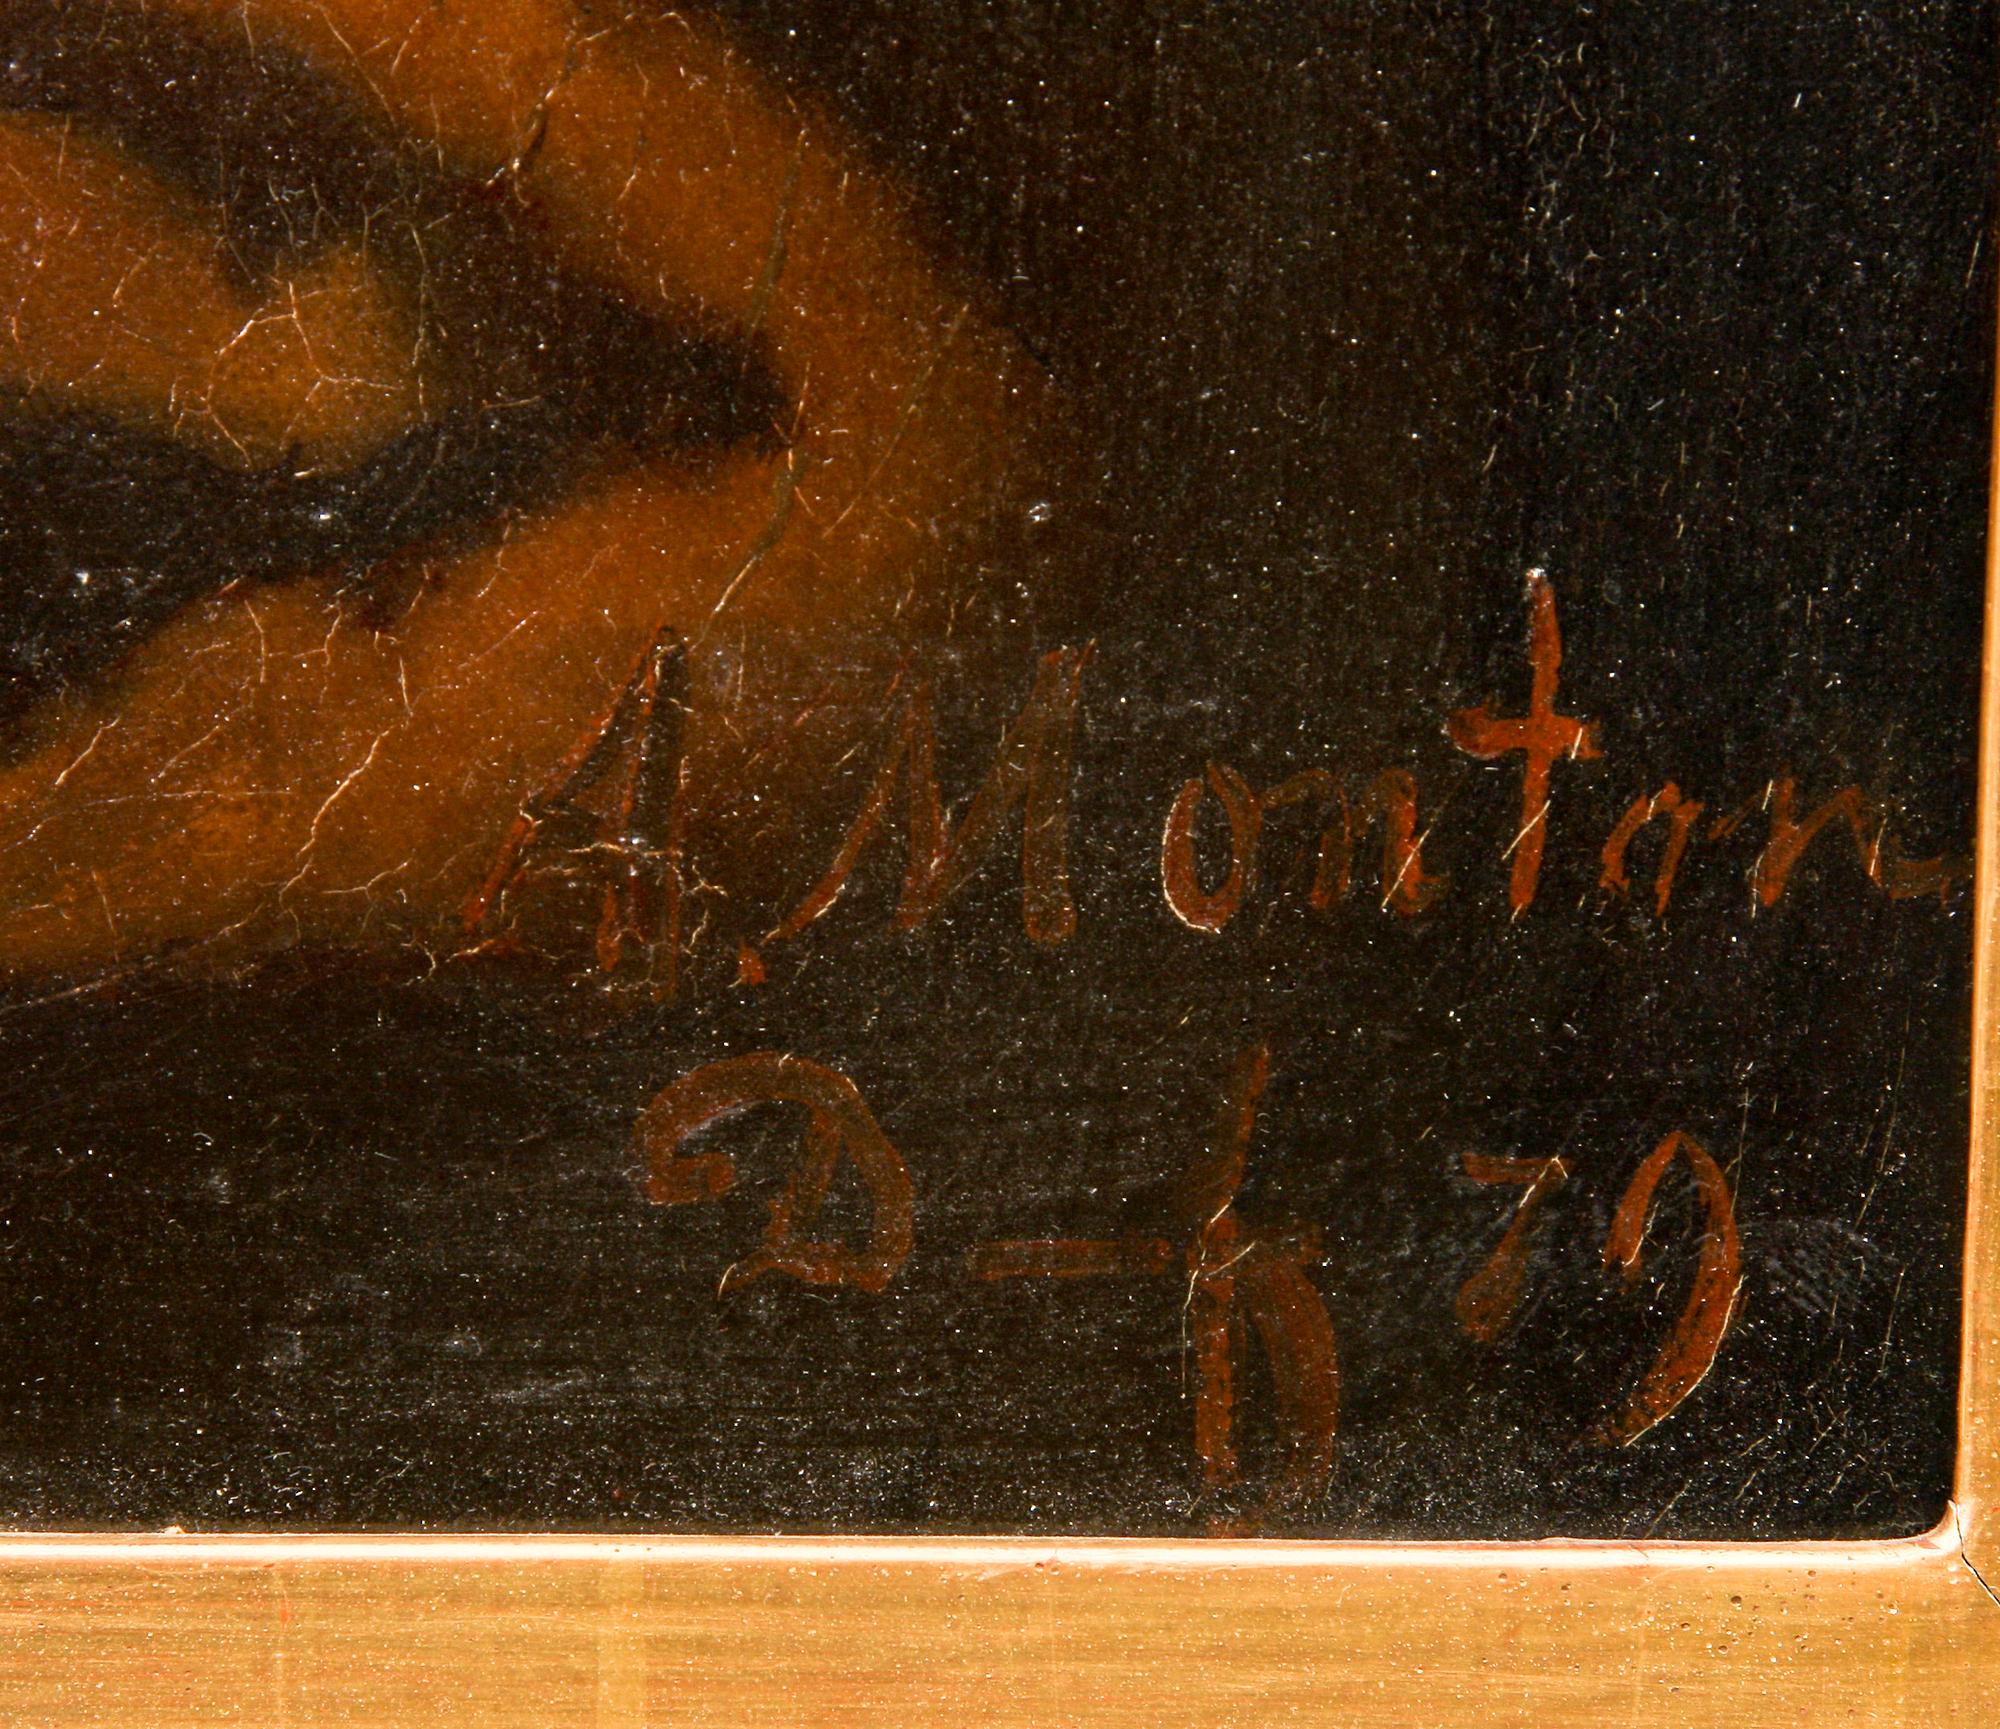 A. Montan
D–f 79